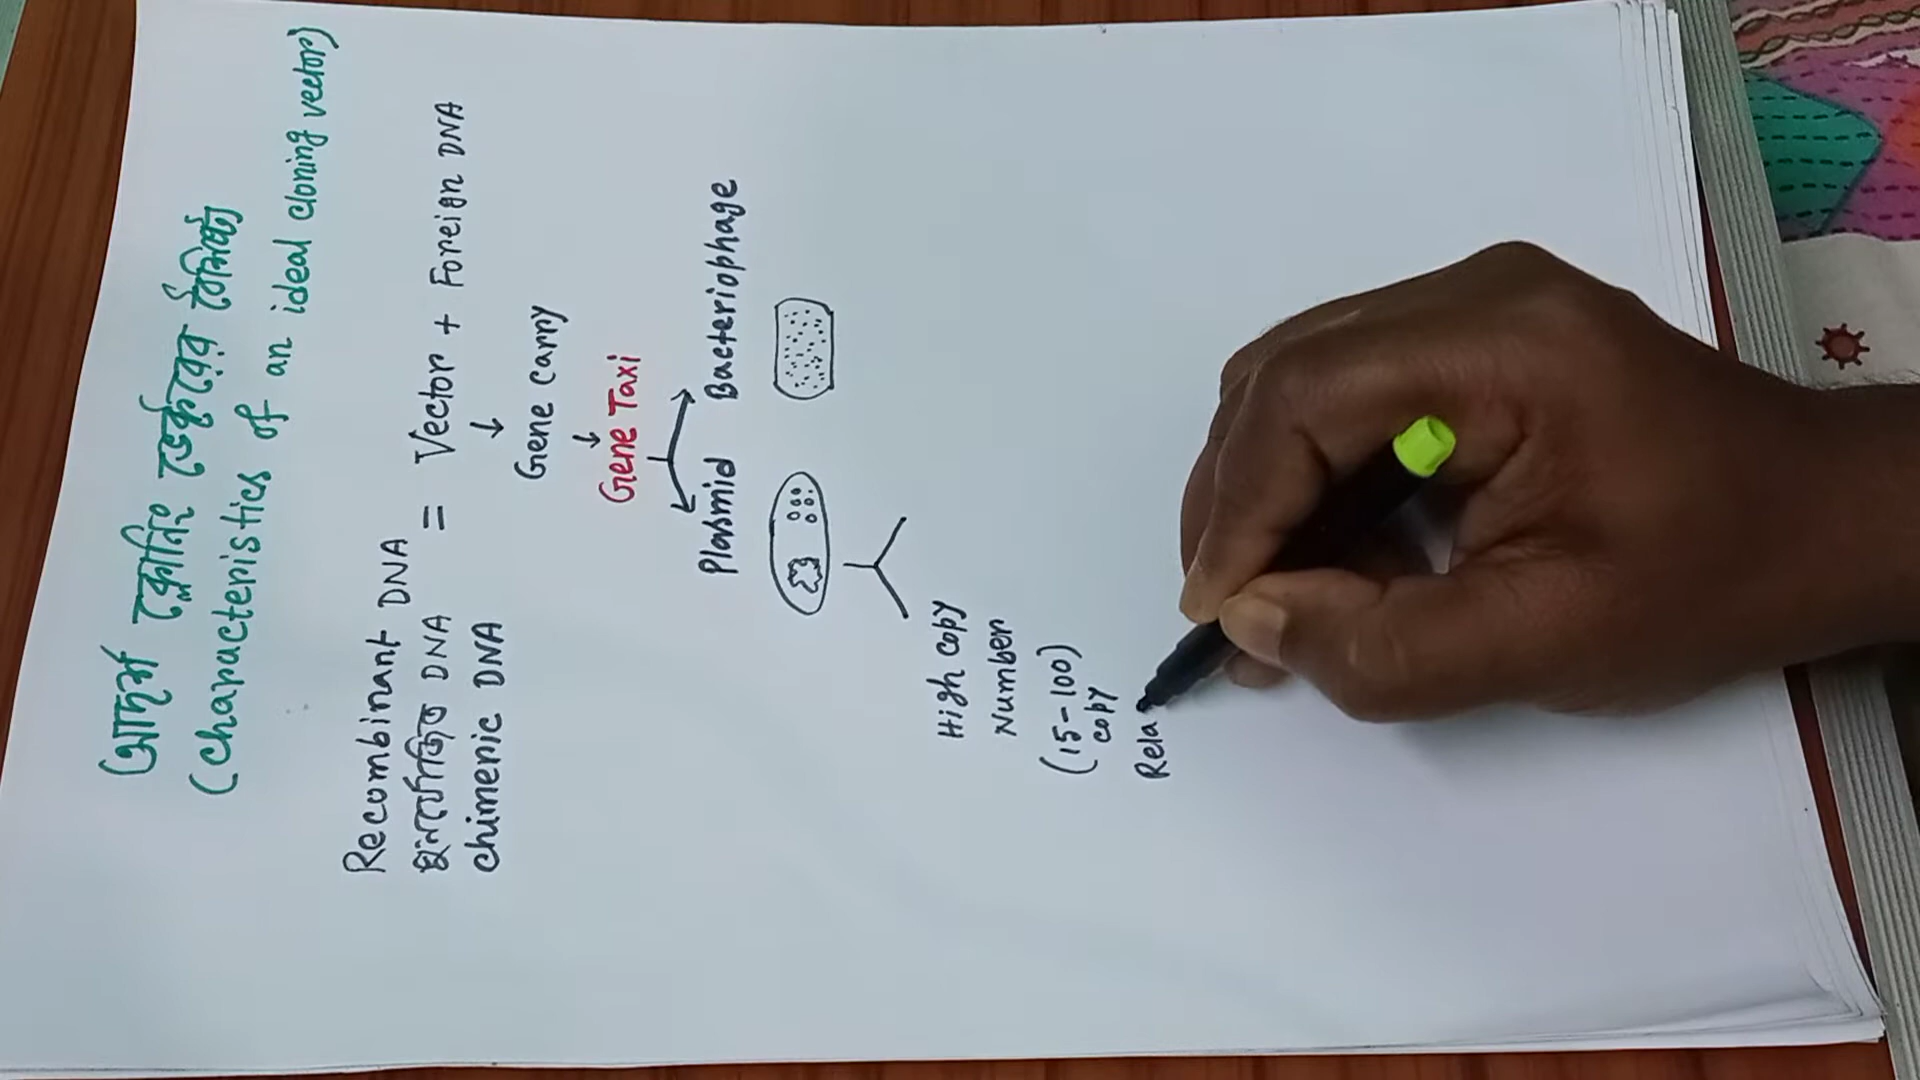 আদর্শ ক্লোনিং ভেক্টরের বৈশিষ্ট্য
(Characteristics of an ideal cloning vector)
Recombinant DNA
পুনর্যোজিত DNA = Vector + Foreign DNA
Chimeric DNA
↓
Gene Carry
↓
Gene Taxi
Plasmid Bacteriophage
High copy
Number
(15-100)
copy
Rela